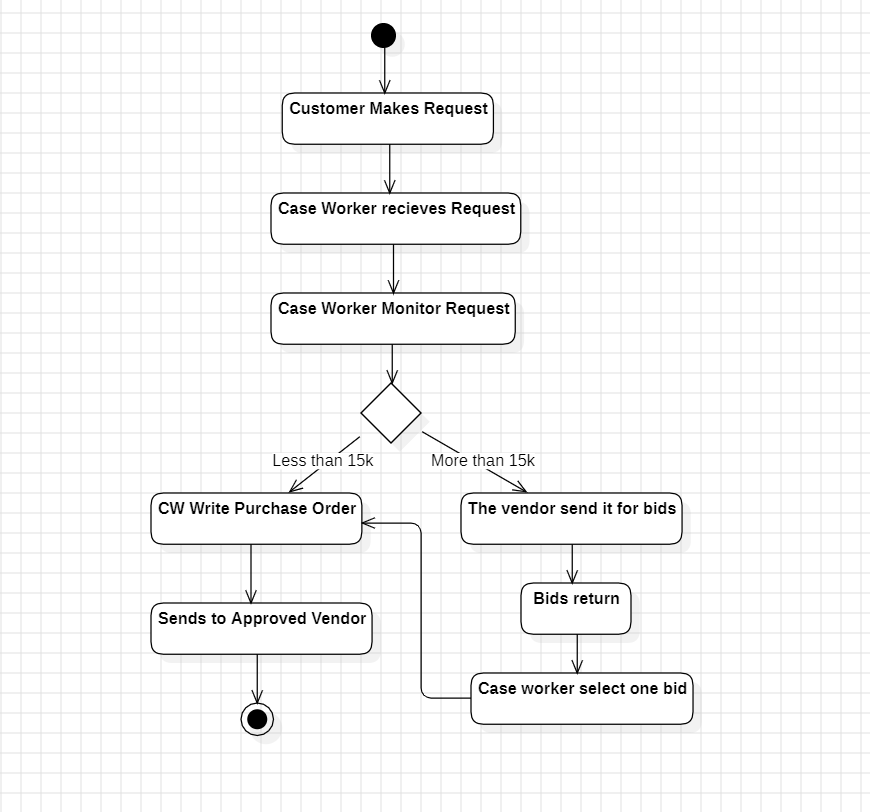 Customer Makes Request
Case Worker recieves Request
Case Worker Monitor Request
Less than 15k
More than 15k
CW Write Purchase Order
The vendor send it for bids
Bids return
Sends to Approved Vendor
Case worker select one bid